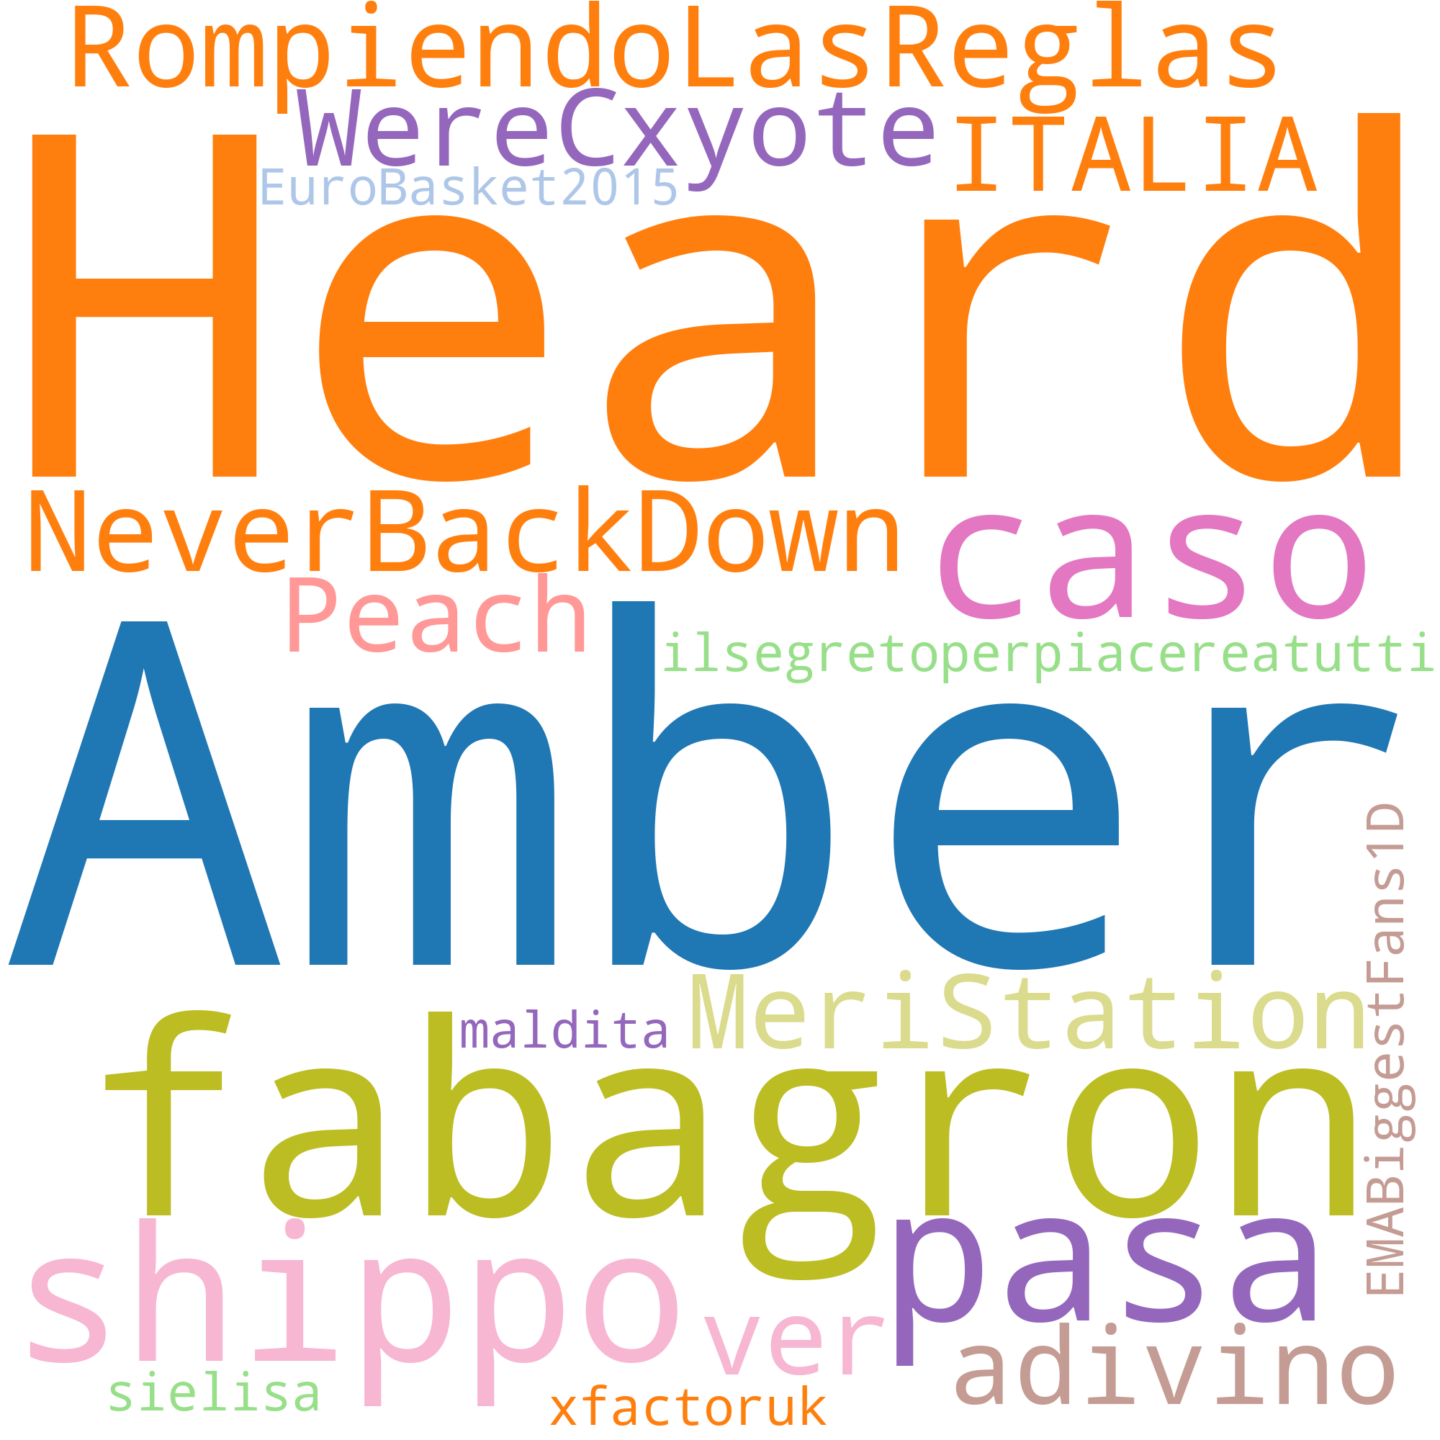 RompiendoLasReglas
WereCxyote
ITALIA
EuroBasket2015
Heard
NeverBackDown
caso
Peach
ilsegretoperpiacereatutti
Amber
EMABiggestFans1D
MeriStation
maldita
fabagron
shippo
pasa
ver
adivino
sielisa
xfactoruk